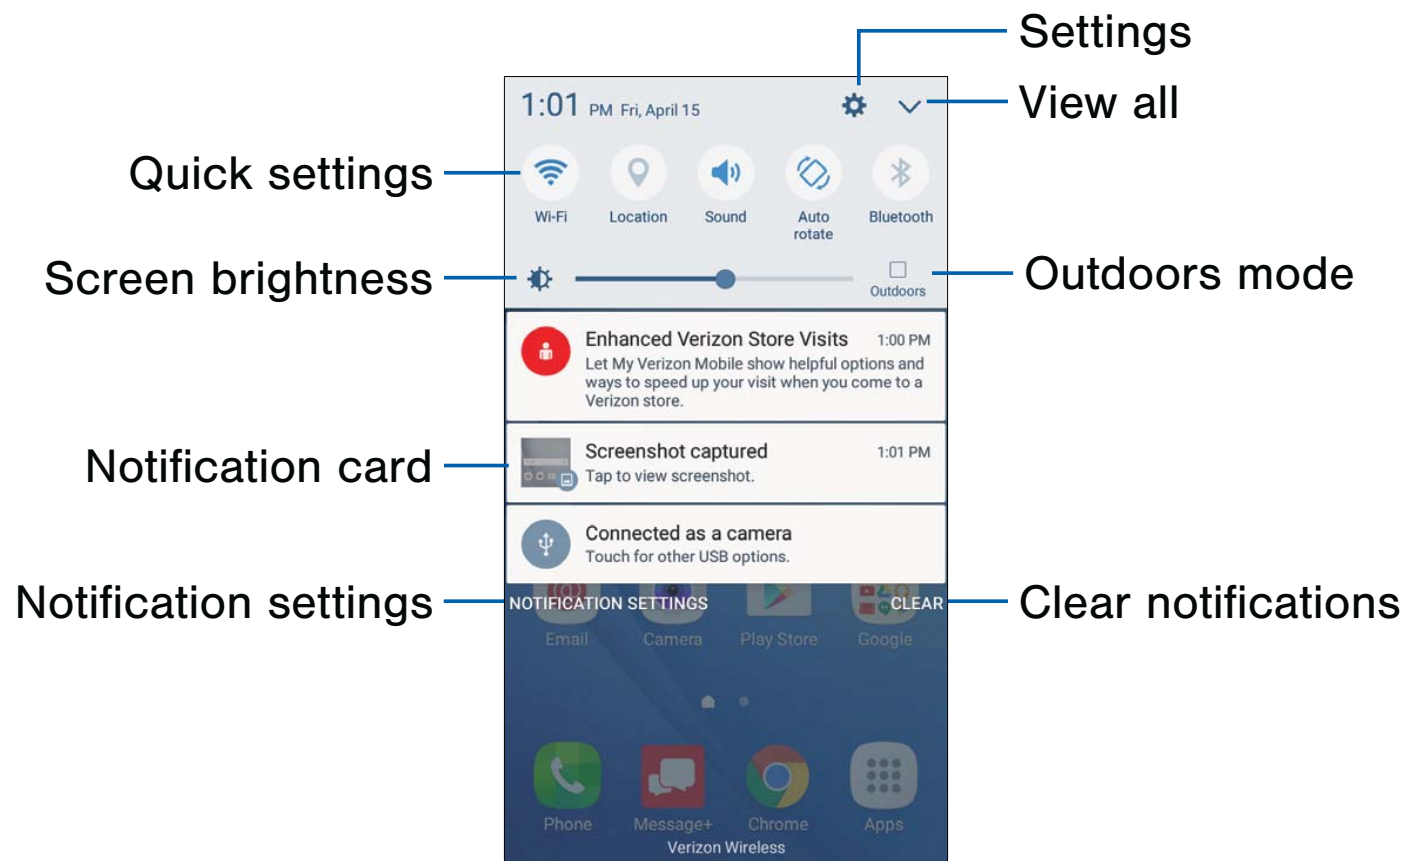 Settings
1:01 PM Fri, April 15
View all
Quick settings
Wi-Fi
Location
Sound
Auto
rotate
Bluetooth
Screen brightness
Outdoors
Outdoors mode
Enhanced Verizon Store Visits 1:00 PM
Let My Verizon Mobile show helpful options and
ways to speed up your visit when you come to a
Verizon store.
Notification card
Screenshot captured 1:01 PM
Tap to view screenshot.
Connected as a camera
Touch for other USB options.
Notification settings
NOTIFICATION SETTINGS
CLEAR
Clear notifications
Email
Camera
Play Store
Google
Phone
Message+
Chrome
Apps
Verizon Wireless